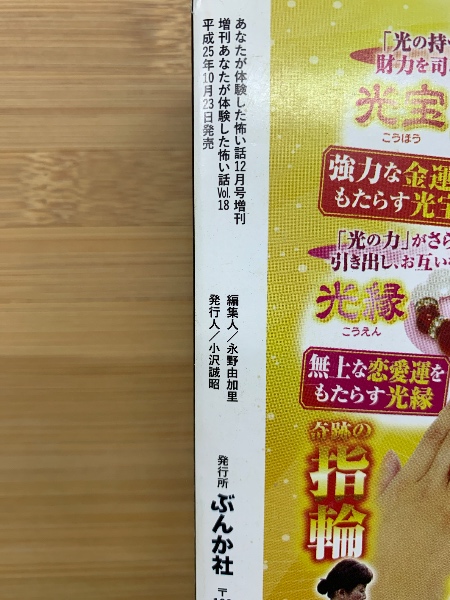 あなたが体験した怖い話12月号増刊
増刊あなたが体験した怖い話Vol.18
平成25年10月23日発売
編集人／永野由加里
発行人／小沢誠昭
発行所
ぶんか社
〒
「光の持
財力を司
光宝
こうほう
強力な金運
もたらす光宝
「光の力」がさら
引き出し、お互い
光縁
こうえん
無上な恋愛運を
もたらす光縁
奇跡の
指輪